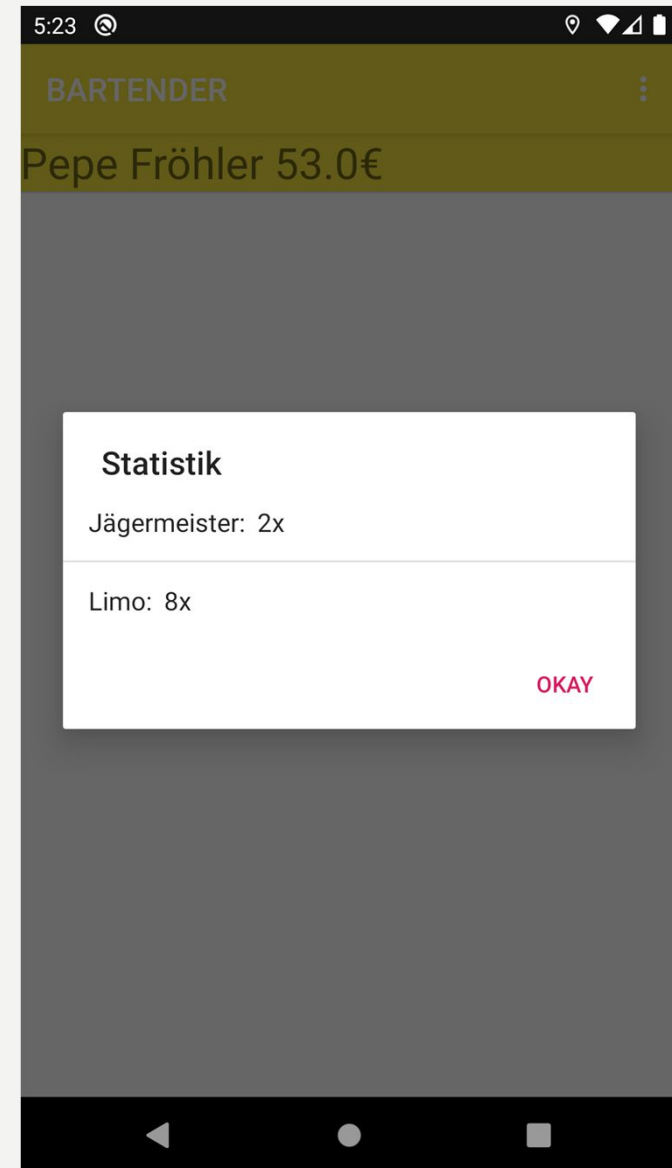 5:23
BARTENDER
Pepe Fröhler 53.0€
Statistik
Jägermeister: 2x
Limo: 8x
OKAY